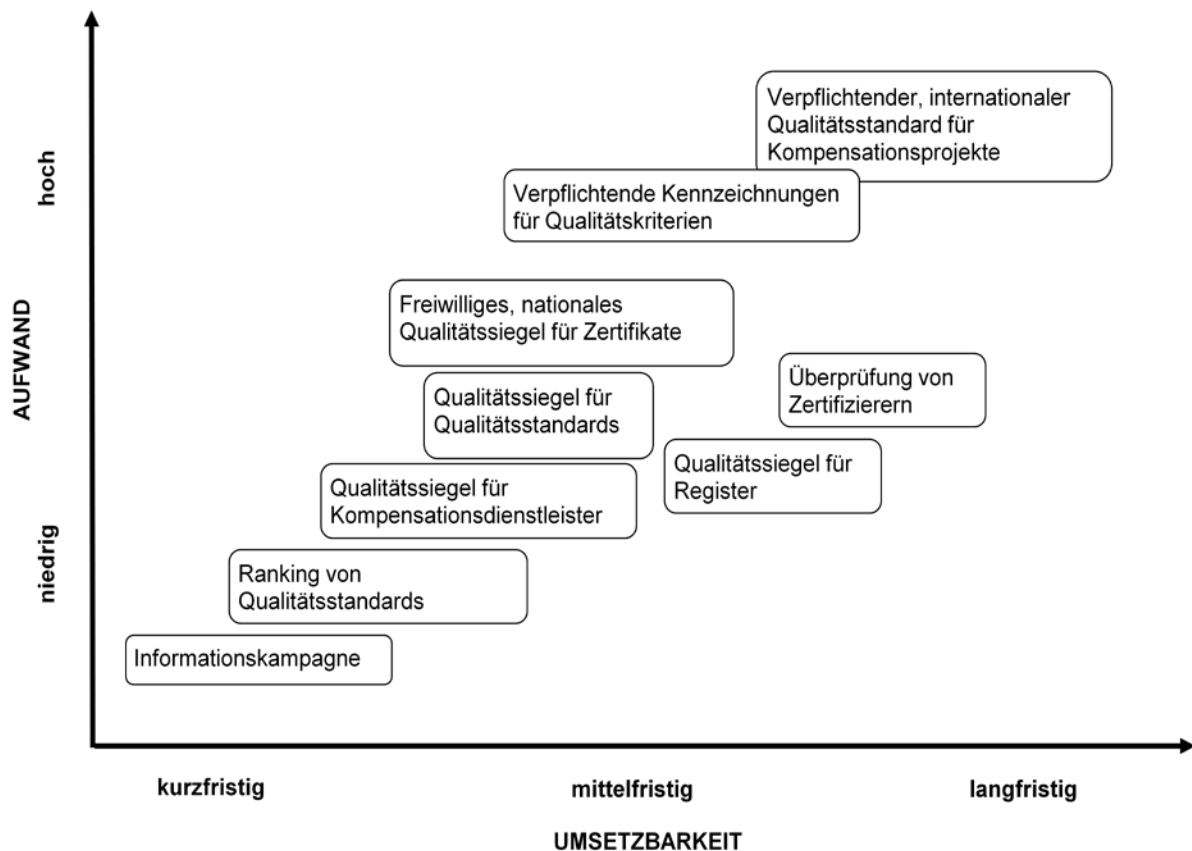 Verpflichtender, internationaler
Qualitätsstandard für
Kompensationsprojekte
hoch
Verpflichtende Kennzeichnungen
für Qualitätskriterien
Freiwilliges, nationales
Qualitätssiegel für Zertifikate
AUFWAND
Überprüfung von
Zertifizierern
Qualitätssiegel für
Qualitätsstandards
Qualitätssiegel für
Register
Qualitätssiegel für
Kompensationsdienstleister
niedrig
Ranking von
Qualitätsstandards
Informationskampagne
kurzfristig
mittelfristig
langfristig
UMSETZBARKEIT